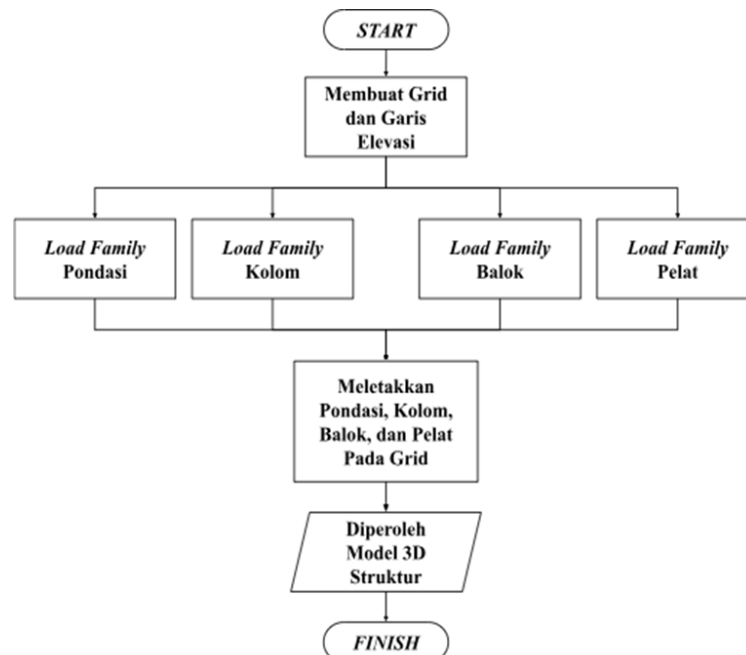 START
Membuat Grid
dan Garis
Elevasi
Load Family
Pondasi
Load Family
Kolom
Load Family
Balok
Load Family
Pelat
Meletakkan
Pondasi, Kolom,
Balok, dan Pelat
Pada Grid
Diperoleh
Model 3D
Struktur
FINISH